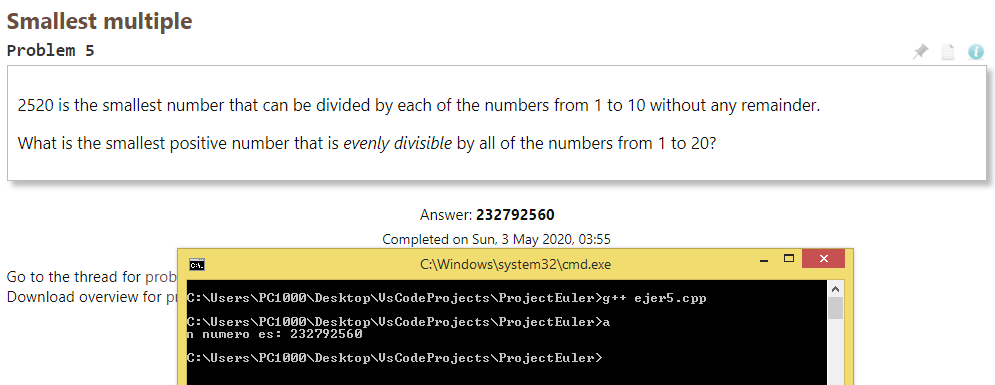 Smallest multiple
Problem 5
2520 is the smallest number that can be divided by each of the numbers from 1 to 10 without any remainder.
What is the smallest positive number that is evenly divisible by all of the numbers from 1 to 20?
Answer: 232792560
Completed on Sun, 3 May 2020, 03:55
Go to the thread for
Download overview for
C:\Windows\system32\cmd.exe
C:\Users\PC1000\Desktop\VsCodeProjects\ProjectEuler>g++ ejer5.cpp
C:\Users\PC1000\Desktop\VsCodeProjects\ProjectEuler>a
n numero es: 232792560
C:\Users\PC1000\Desktop\VsCodeProjects\ProjectEuler>